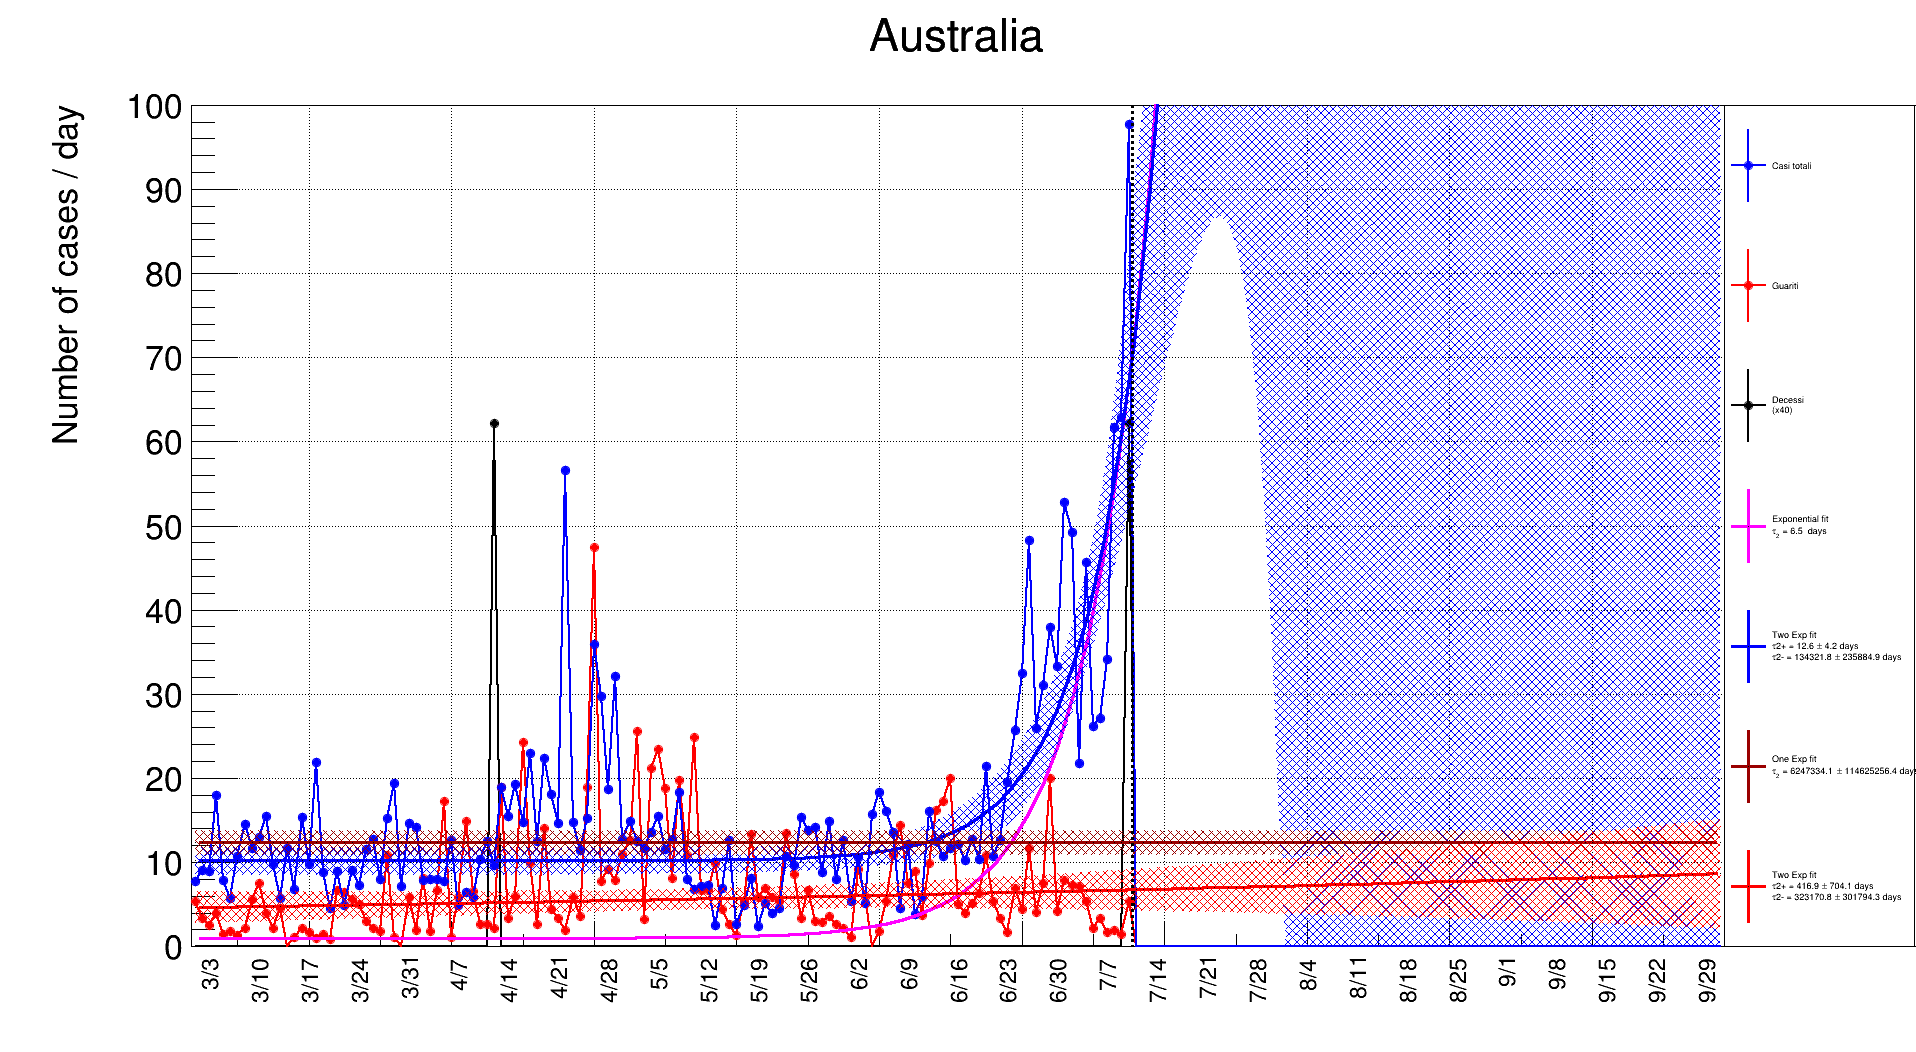 Australia
Number of cases / day
100
90
80
70
60
50
40
30
20
10
0
3/3
3/10
3/17
3/24
3/31
4/7
4/14
4/21
4/28
5/5
5/12
5/19
5/26
6/2
6/9
6/16
6/23
6/30
7/7
7/14
7/21
7/28
8/4
8/11
8/18
8/25
9/1
9/8
9/15
9/22
9/29
Casi totali
Guariti
Decessi
(x40)
Exponential fit
τ2 = 6.5 days
Two Exp fit
τ2+ = 12.6 ± 4.2 days
τ2- = 134321.8 ± 235884.9 days
One Exp fit
τ2 = 6247334.1 ± 114625256.4 days
Two Exp fit
τ2+ = 416.9 ± 704.1 days
τ2- = 323170.8 ± 301794.3 days